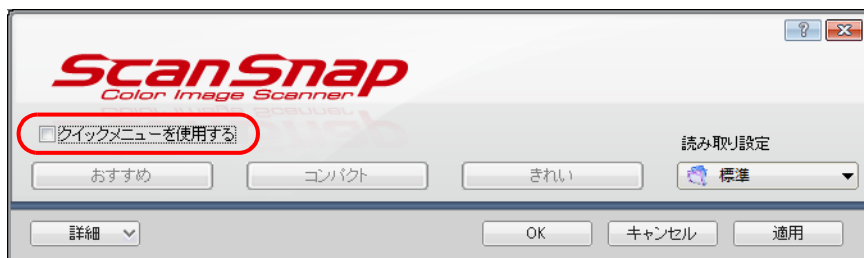 ?
ScanSnap
Color Image Scanner
クイックメニューを使用する
読み取り設定
おすすめ
コンパクト
きれい
標準
詳細
OK
キャンセル
適用